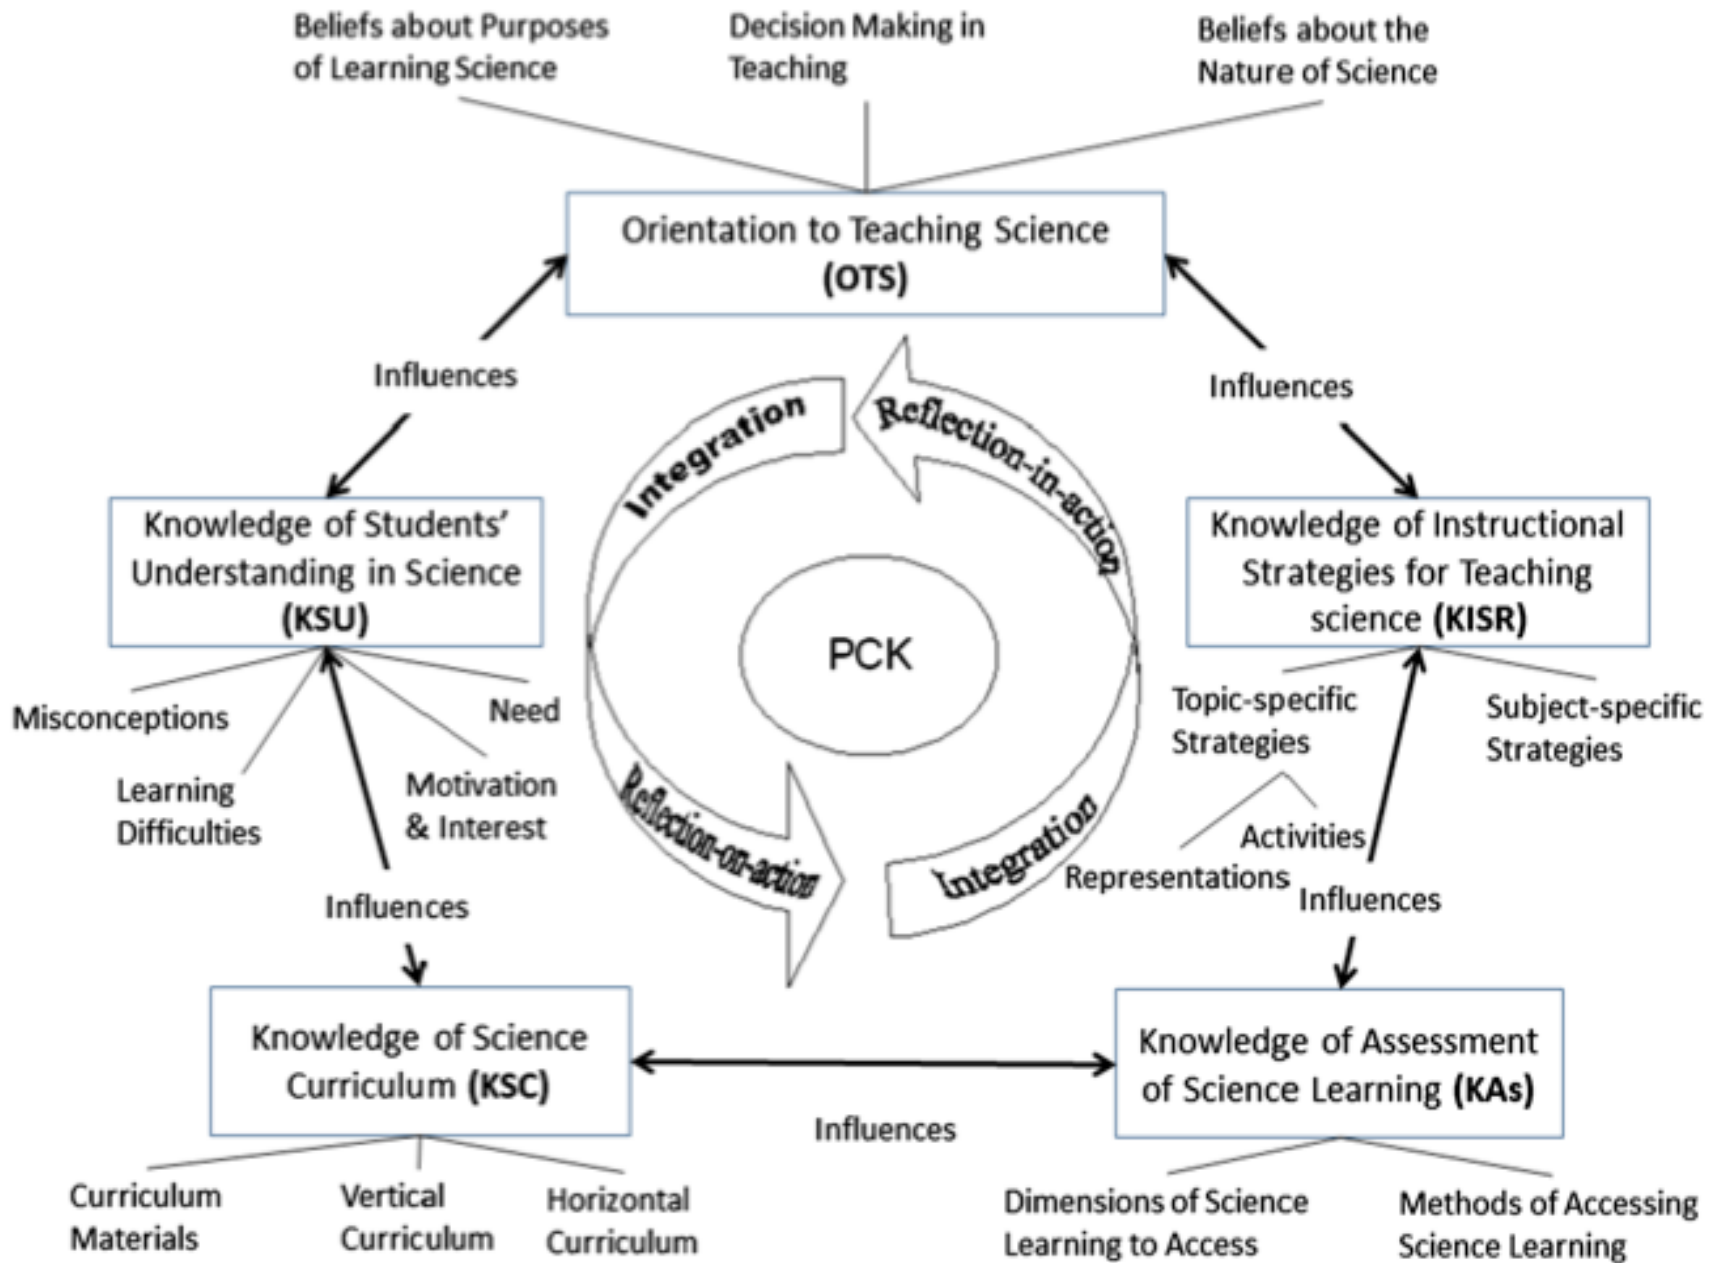 Beliefs about Purposes
of Learning Science
Decision Making in
Teaching
Beliefs about the
Nature of Science
Orientation to Teaching Science
(OTS)
Influences
Influences
Integration
Reflection-in-action
Knowledge of Students’
Understanding in Science
(KSU)
Knowledge of Instructional
Strategies for Teaching
science (KISR)
PCK
Misconceptions
Need
Learning
Difficulties
Motivation
& Interest
Topic-specific
Strategies
Subject-specific
Strategies
Activities
Representations
Reflection-on-action
Integration
Influences
Influences
Knowledge of Science
Curriculum (KSC)
Knowledge of Assessment
of Science Learning (KAs)
Influences
Curriculum
Materials
Vertical
Curriculum
Horizontal
Curriculum
Dimensions of Science
Learning to Access
Methods of Accessing
Science Learning